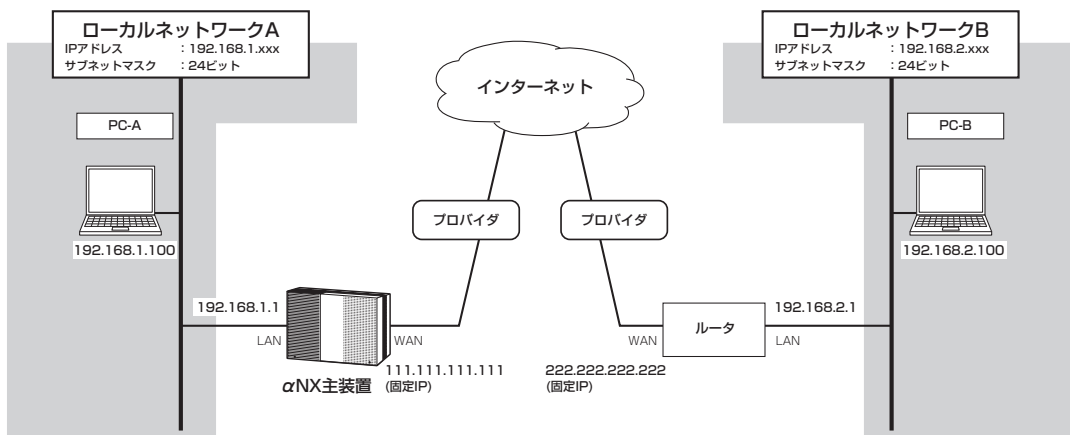 ローカルネットワークA
IPアドレス　　　：192.168.1.xxx
サブネットマスク　：24ビット
ローカルネットワークB
IPアドレス　　　：192.168.2.xxx
サブネットマスク　：24ビット
インターネット
PC-A
PC-B
192.168.1.100
192.168.2.100
プロバイダ
プロバイダ
192.168.1.1
LAN
WAN
αNX主装置
111.111.111.111
(固定IP)
222.222.222.222
(固定IP)
WAN
ルータ
192.168.2.1
LAN